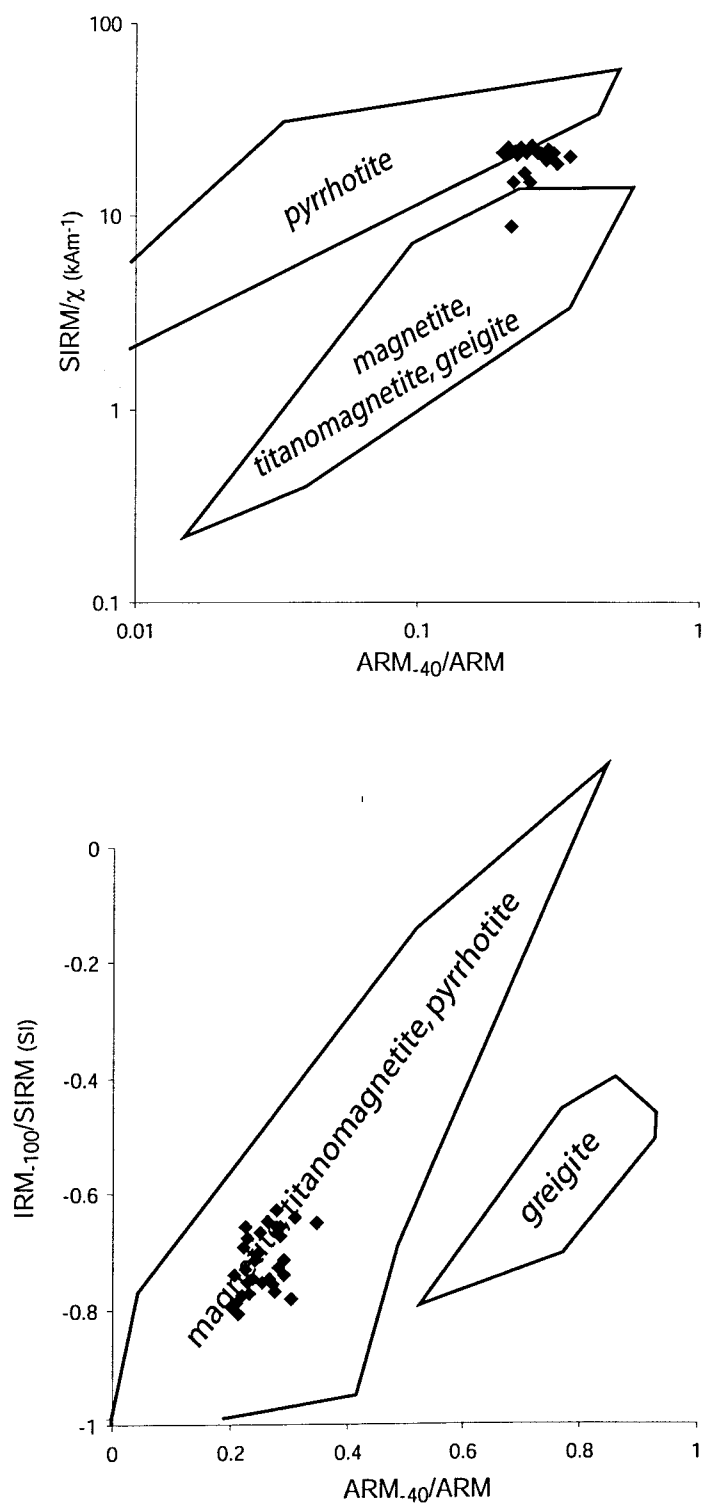 100
10
1
0.1
SIRM/χ (kAm-1)
pyrrhotite
magnetite,
titanomagnetite, greigite
0.01
0.1
1
ARM-40/ARM
0
-0.2
-0.4
-0.6
-0.8
-1
IRM-100/SIRM (SI)
magnetite, titanomagnetite, pyrrhotite
greigite
0
0.2
0.4
0.6
0.8
1
ARM-40/ARM